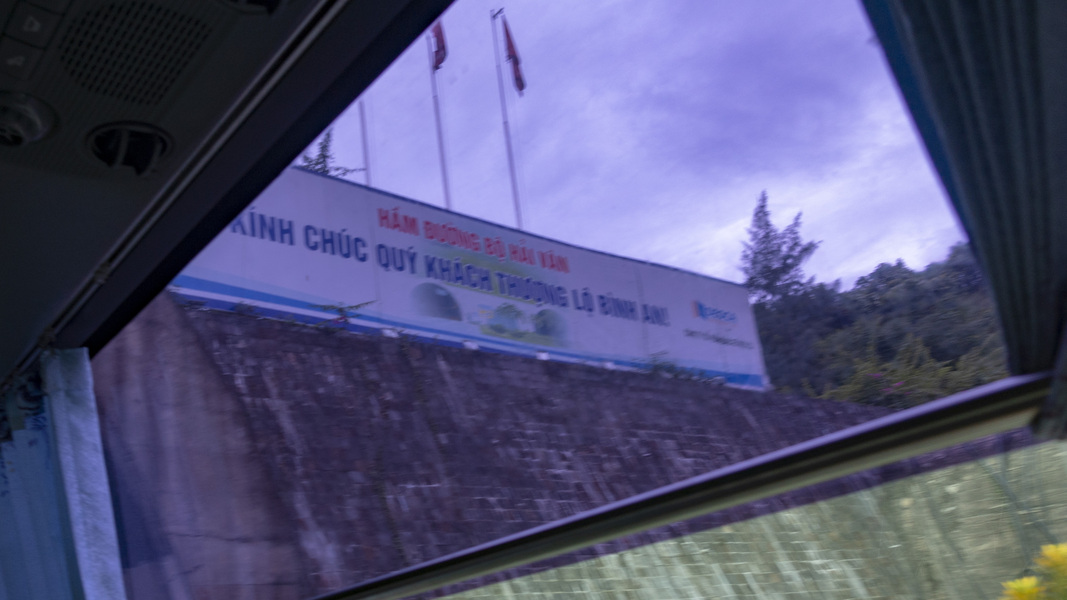 HẦM ĐƯỜNG BỘ HẢI VÂN
KÍNH CHÚC QUÝ KHÁCH THƯỢNG LỘ BÌNH AN!